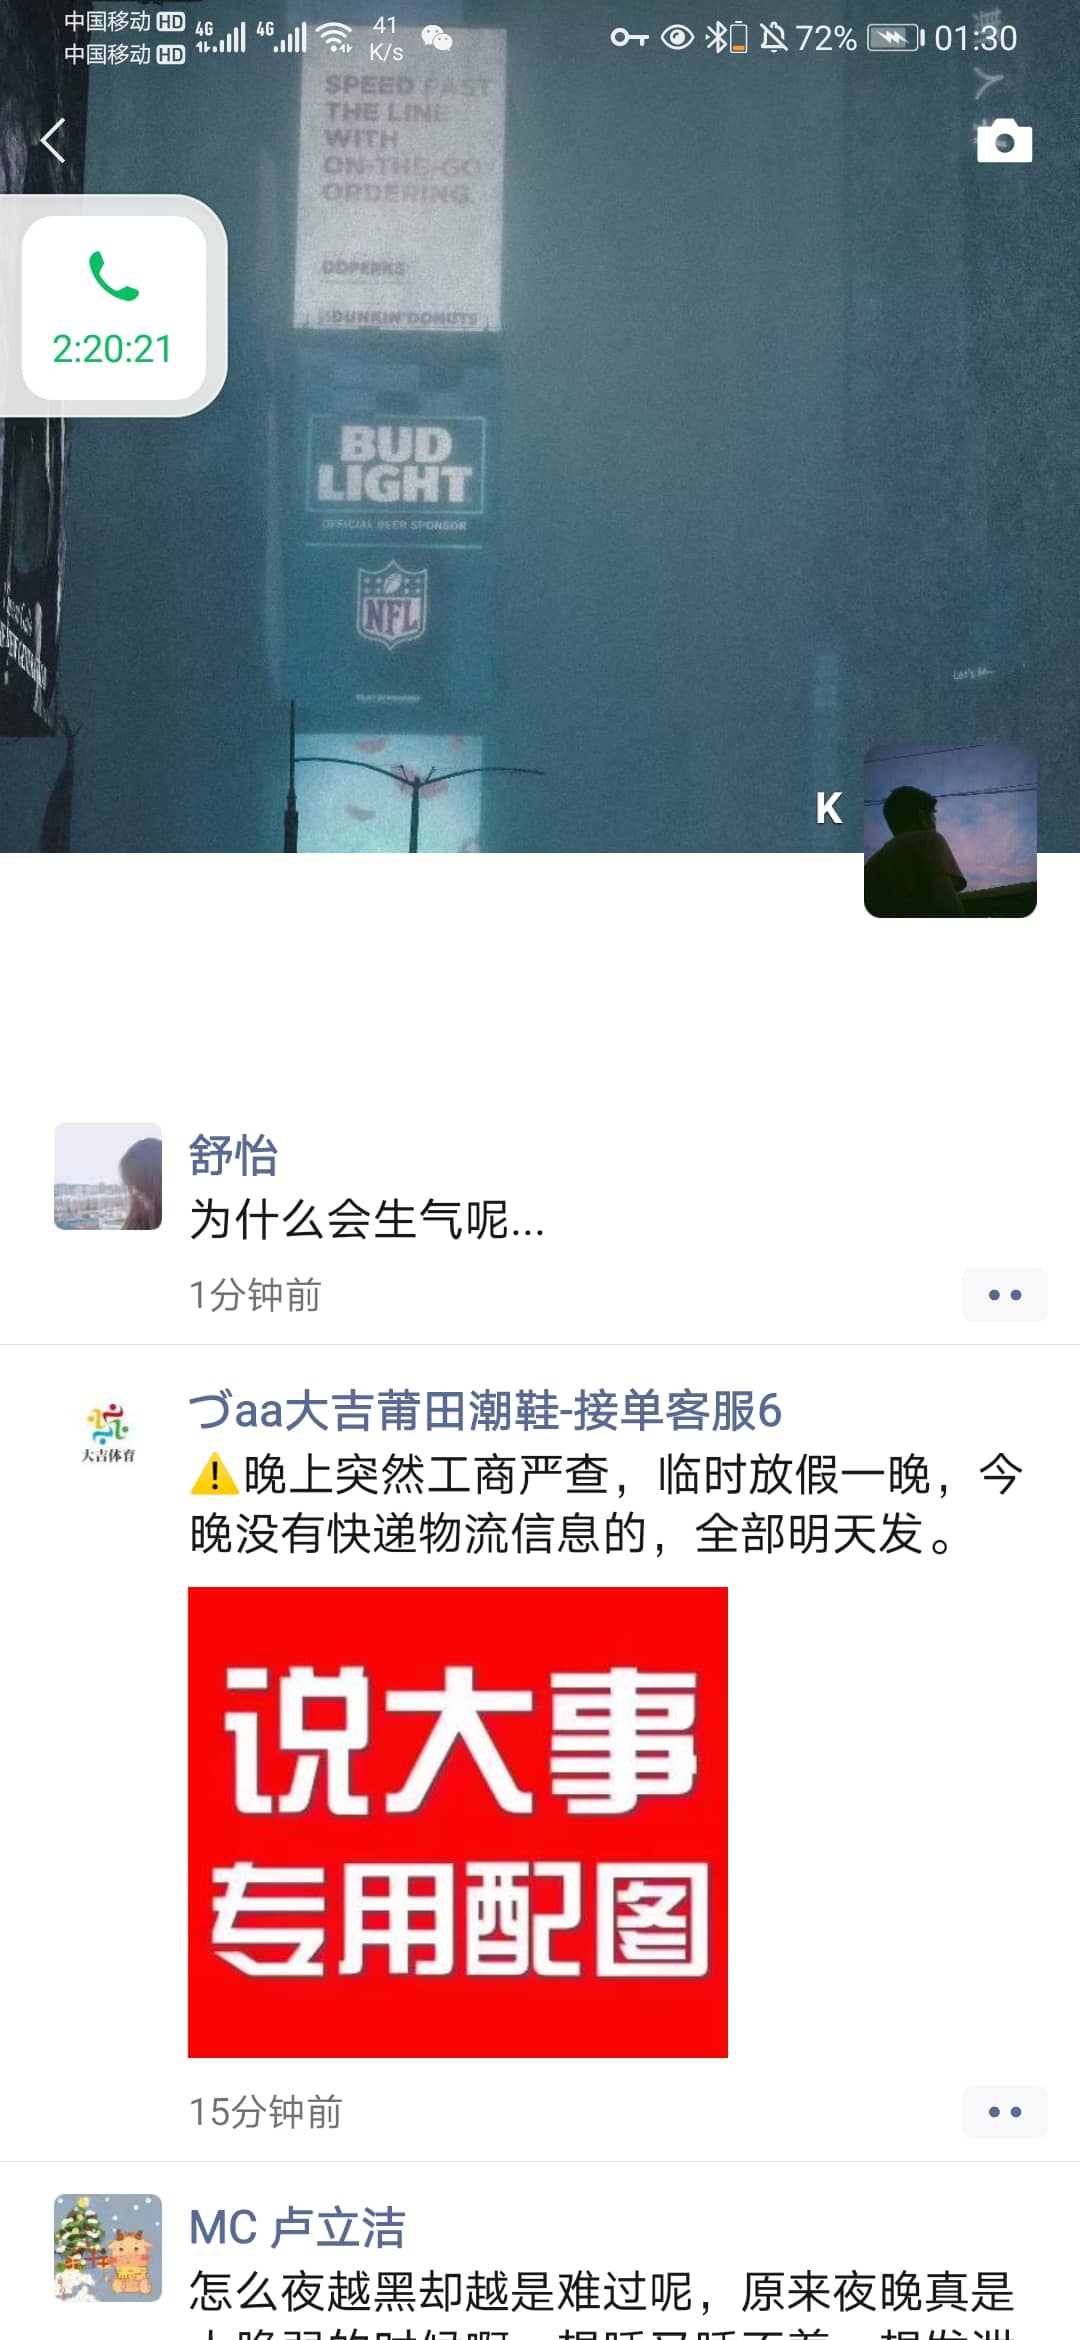 中国移动 HD 4G 4G 41 72% 01:30
中国移动 HD K/s
SPEED PAST
THE LINE
WITH
ON-THE-GO
ORDERING
DDPERKS
DUNKIN' DONUTS
2:20:21
BUD
LIGHT
OFFICIAL BEER SPONSOR
NFL
K
舒怡
为什么会生气呢...
1分钟前
づaa大吉莆田潮鞋-接单客服6
大吉体育
⚠️晚上突然工商严查，临时放假一晚，今
晚没有快递物流信息的，全部明天发。
说大事
专用配图
15分钟前
MC 卢立洁
怎么夜越黑却越是难过呢，原来夜晚真是